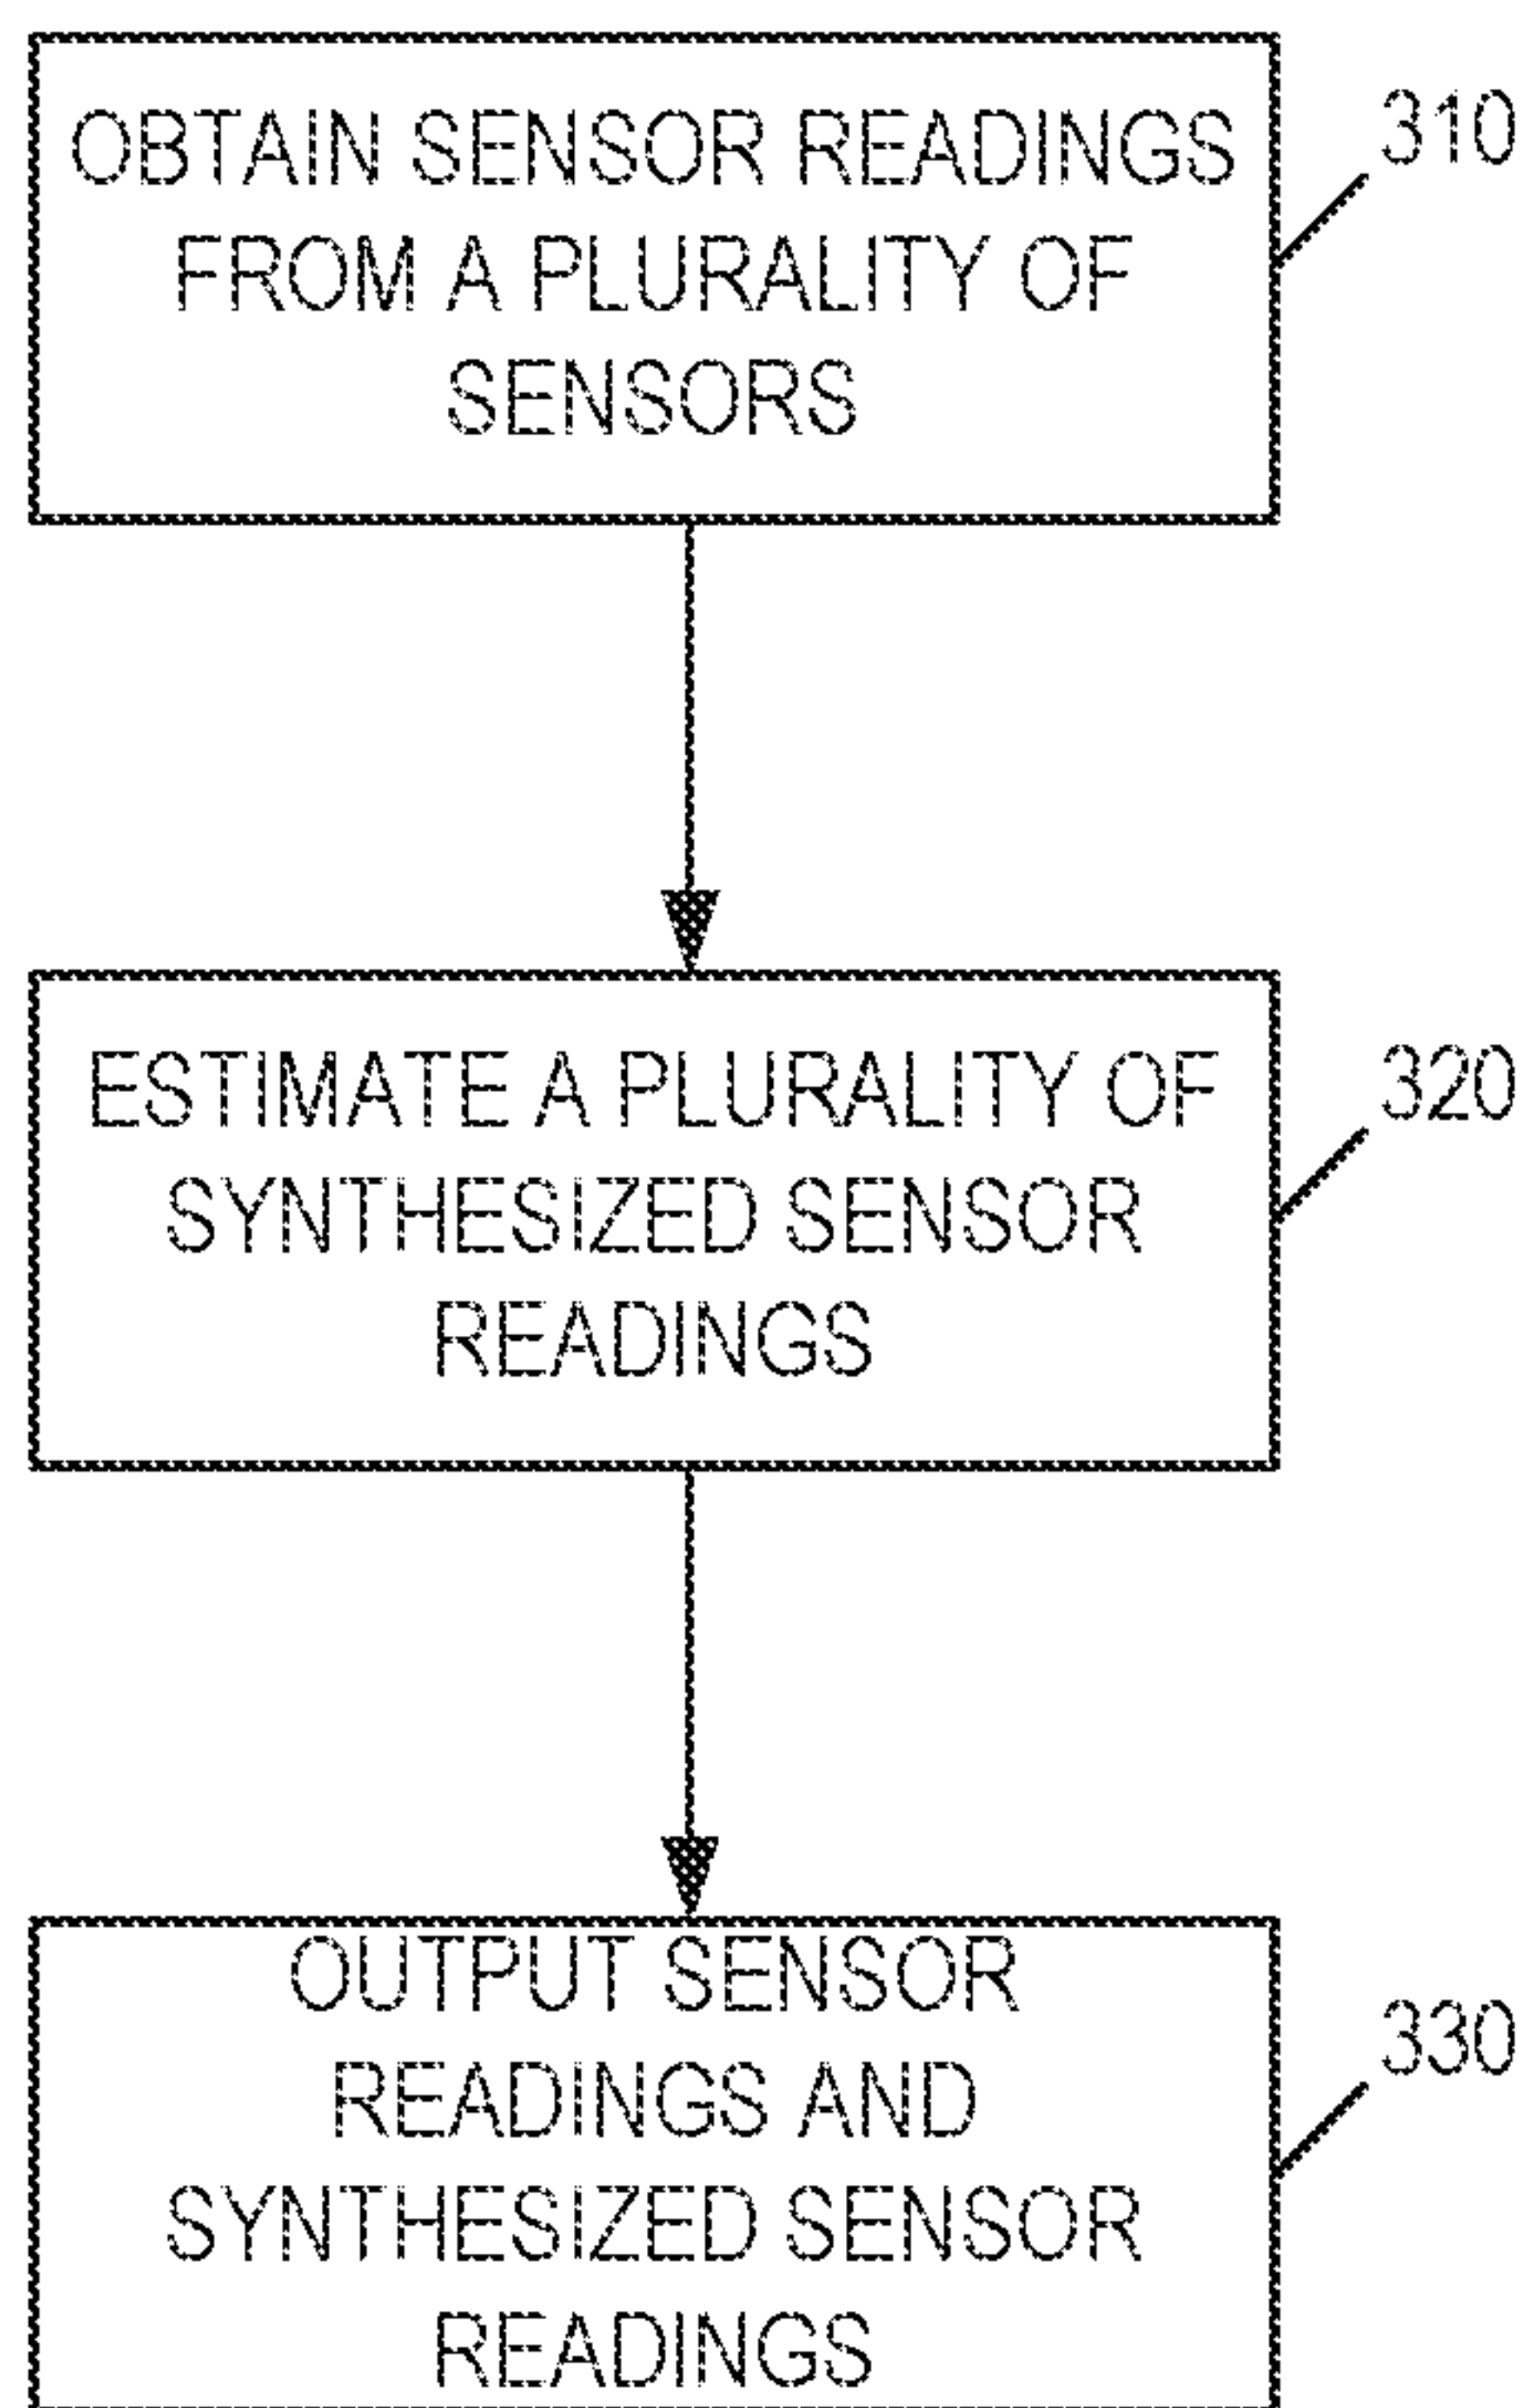 OBTAIN SENSOR READINGS
FROM A PLURALITY OF
SENSORS
310
ESTIMATE A PLURALITY OF
SYNTHESIZED SENSOR
READINGS
320
OUTPUT SENSOR
READINGS AND
SYNTHESIZED SENSOR
READINGS
330